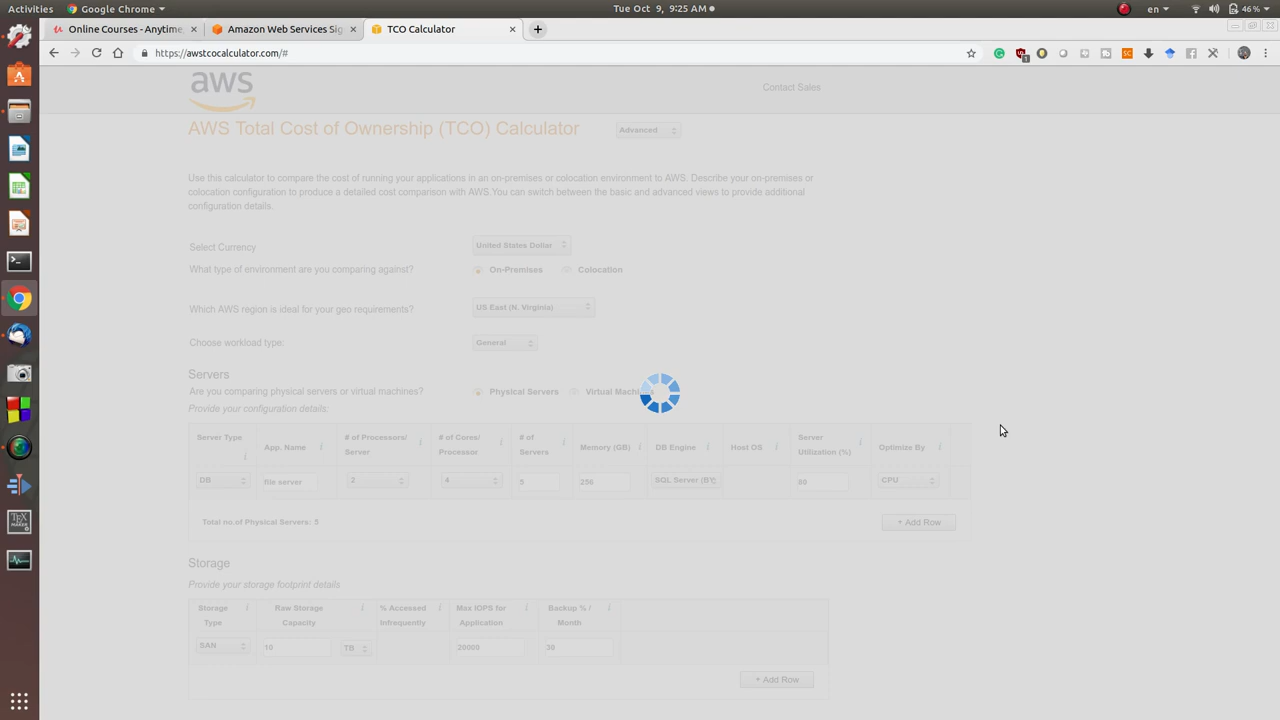 Activities
Google Chrome
Tue Oct 9, 9:25 AM
en
46%
Online Courses - Anytime,
Amazon Web Services Sig
TCO Calculator
https://awstcocalculator.com/#
aws
Contact Sales
AWS Total Cost of Ownership (TCO) Calculator
Advanced
Use this calculator to compare the cost of running your applications in an on-premises or colocation environment to AWS. Describe your on-premises or
colocation configuration to produce a detailed cost comparison with AWS.You can switch between the basic and advanced views to provide additional
configuration details.
Select Currency
United States Dollar
What type of environment are you comparing against?
On-Premises
Colocation
Which AWS region is ideal for your geo requirements?
US East (N. Virginia)
Choose workload type:
General
Servers
Are you comparing physical servers or virtual machines?
Physical Servers
Virtual Machines
Provide your configuration details:
Server Type
App. Name
# of Processors/
Server
# of Cores/
Processor
# of
Servers
Memory (GB)
DB Engine
Host OS
Server
Utilization (%)
Optimize By
DB
file server
2
4
5
256
SQL Server (BY
80
CPU
Total no.of Physical Servers: 5
+ Add Row
Storage
Provide your storage footprint details
Storage
Type
Raw Storage
Capacity
% Accessed
Infrequently
Max IOPS for
Application
Backup % /
Month
SAN
10
TB
20000
30
+ Add Row